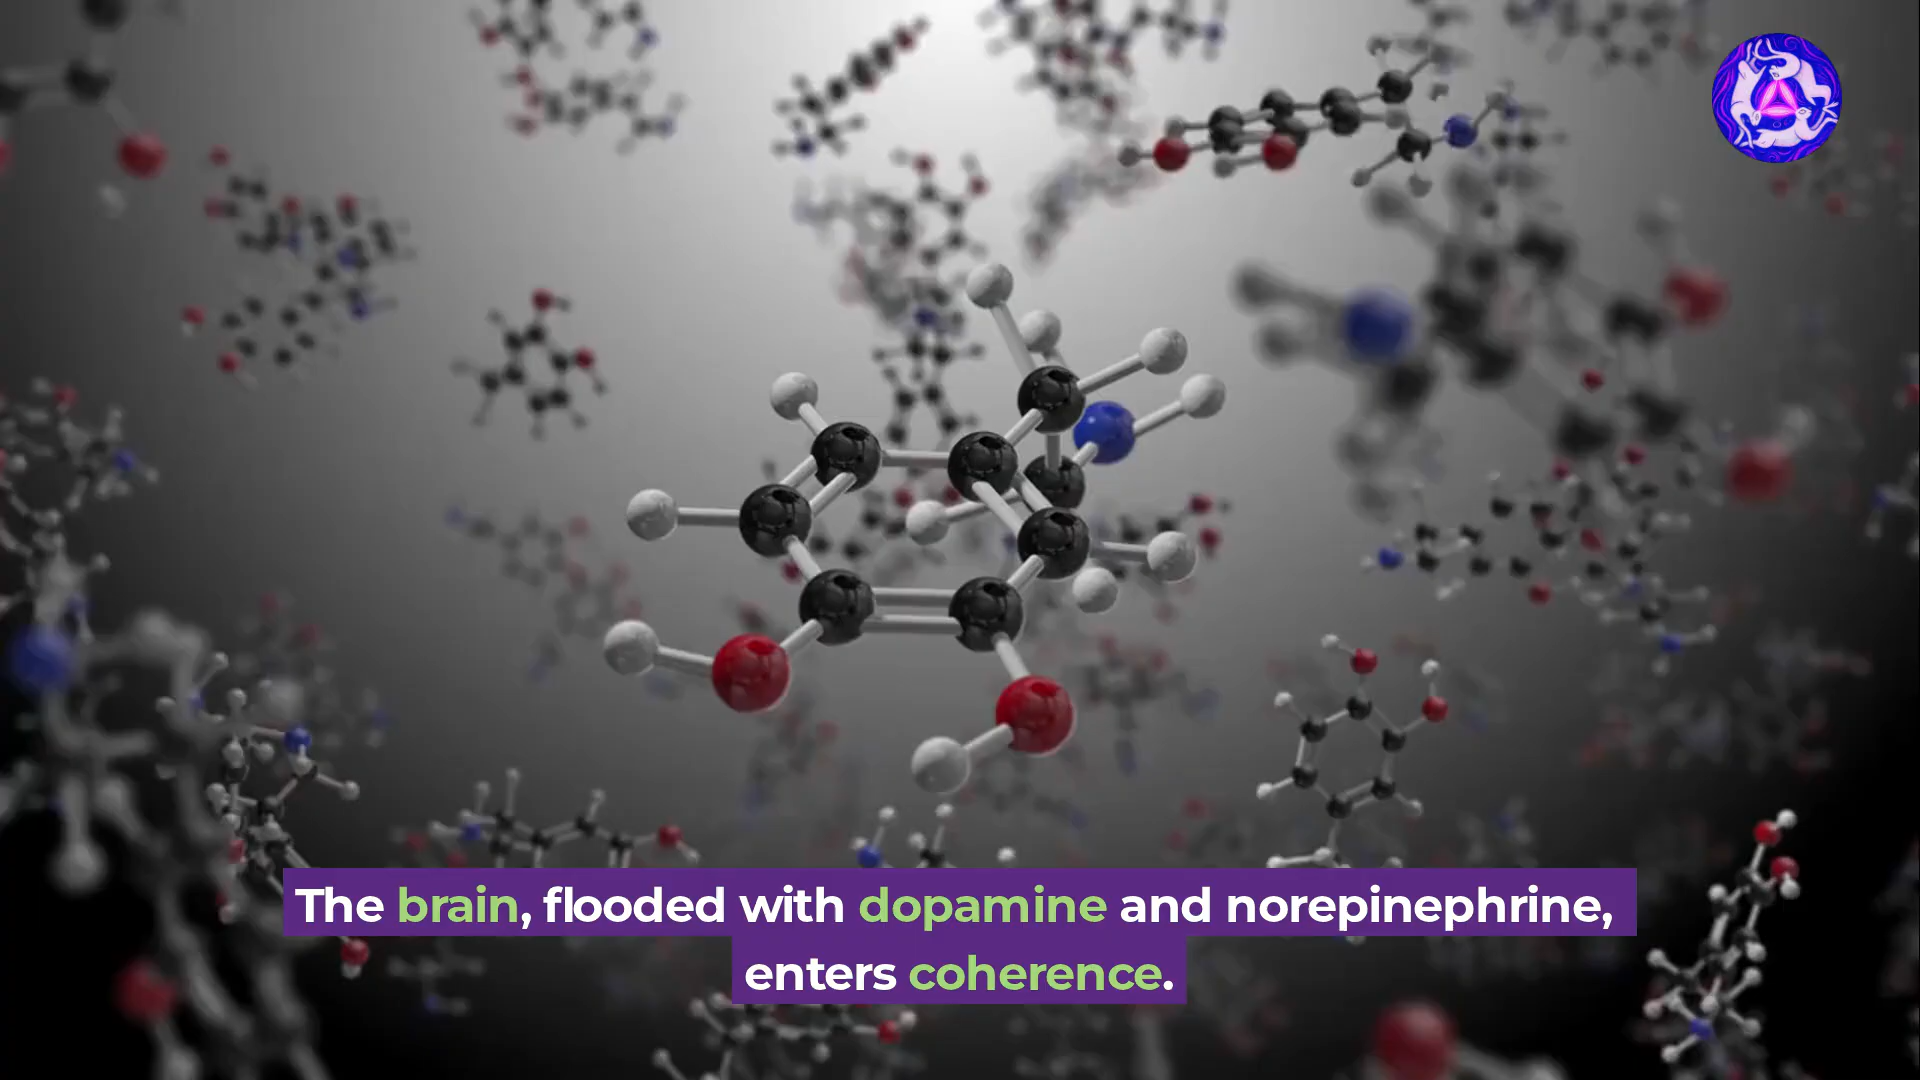 The brain, flooded with dopamine and norepinephrine,
enters coherence.